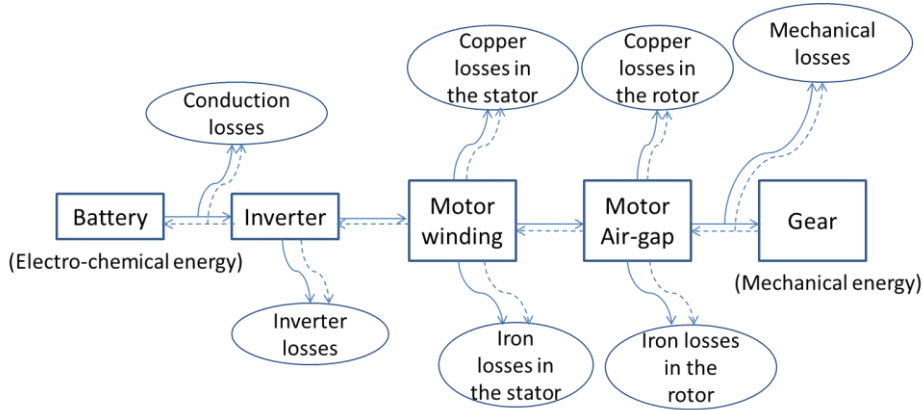 Copper
losses in
the stator
Copper
losses in
the rotor
Mechanical
losses
Conduction
losses
Battery
Inverter
Motor
winding
Motor
Air-gap
Gear
(Electro-chemical energy)
(Mechanical energy)
Inverter
losses
Iron
losses in
the stator
Iron losses
in the
rotor